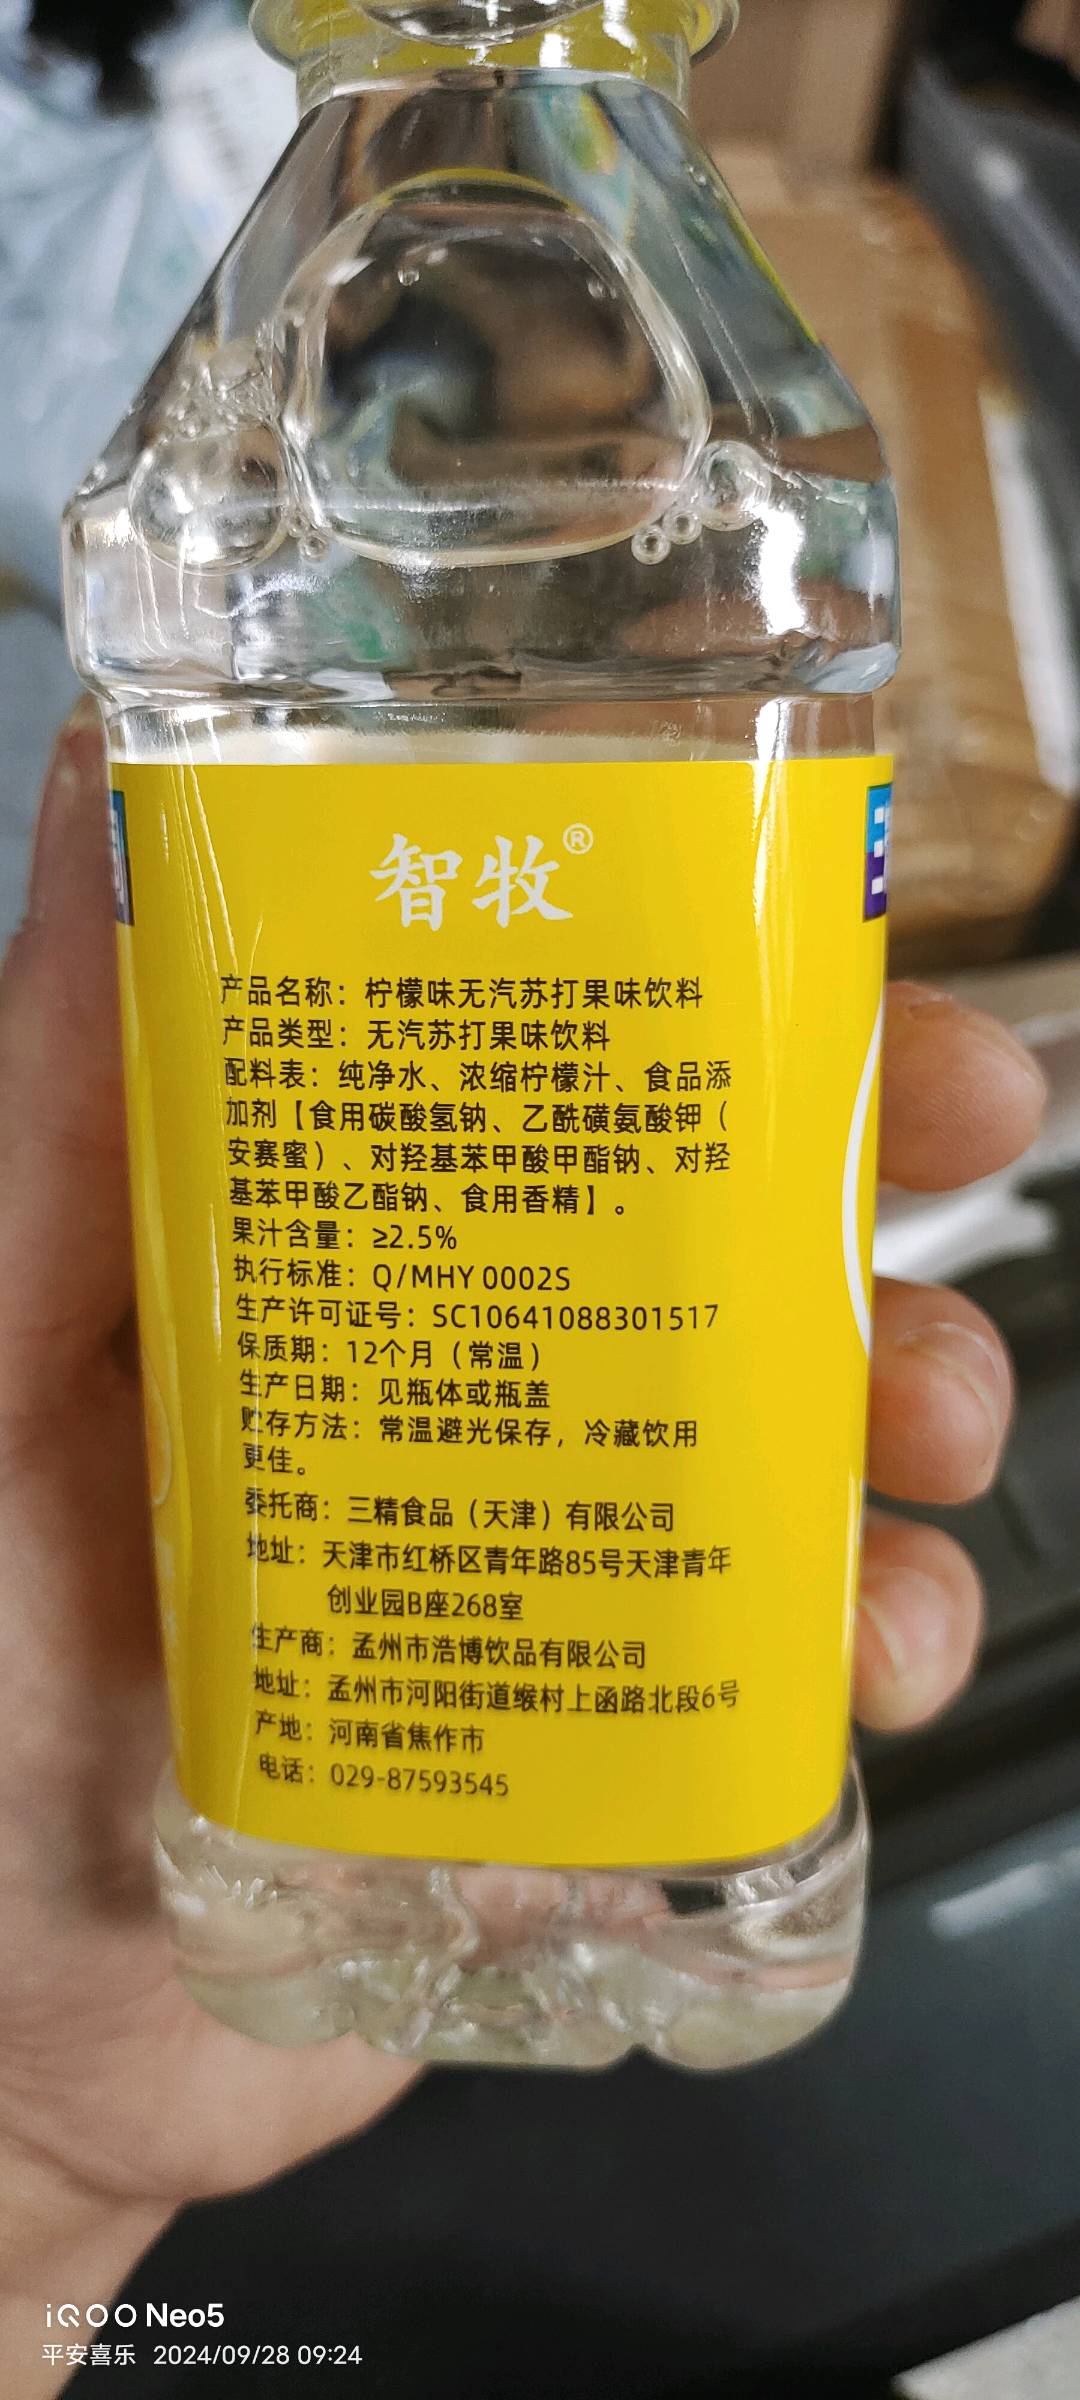 智牧®
产品名称：柠檬味无汽苏打果味饮料
产品类型：无汽苏打果味饮料
配料表：纯净水、浓缩柠檬汁、食品添
加剂【食用碳酸氢钠、乙酰磺氨酸钾（
安赛蜜）、对羟基苯甲酸甲酯钠、对羟
基苯甲酸乙酯钠、食用香精】。
果汁含量：≥2.5%
执行标准：Q/MHY 0002S
生产许可证号：SC10641088301517
保质期：12个月（常温）
生产日期：见瓶体或瓶盖
贮存方法：常温避光保存，冷藏饮用
更佳。
委托商：三精食品（天津）有限公司
地址：天津市红桥区青年路85号天津青年
创业园B座268室
生产商：孟州市浩博饮品有限公司
地址：孟州市河阳街道缑村上函路北段6号
产地：河南省焦作市
电话：029-87593545
iQOO Neo5
平安喜乐 2024/09/28 09:24